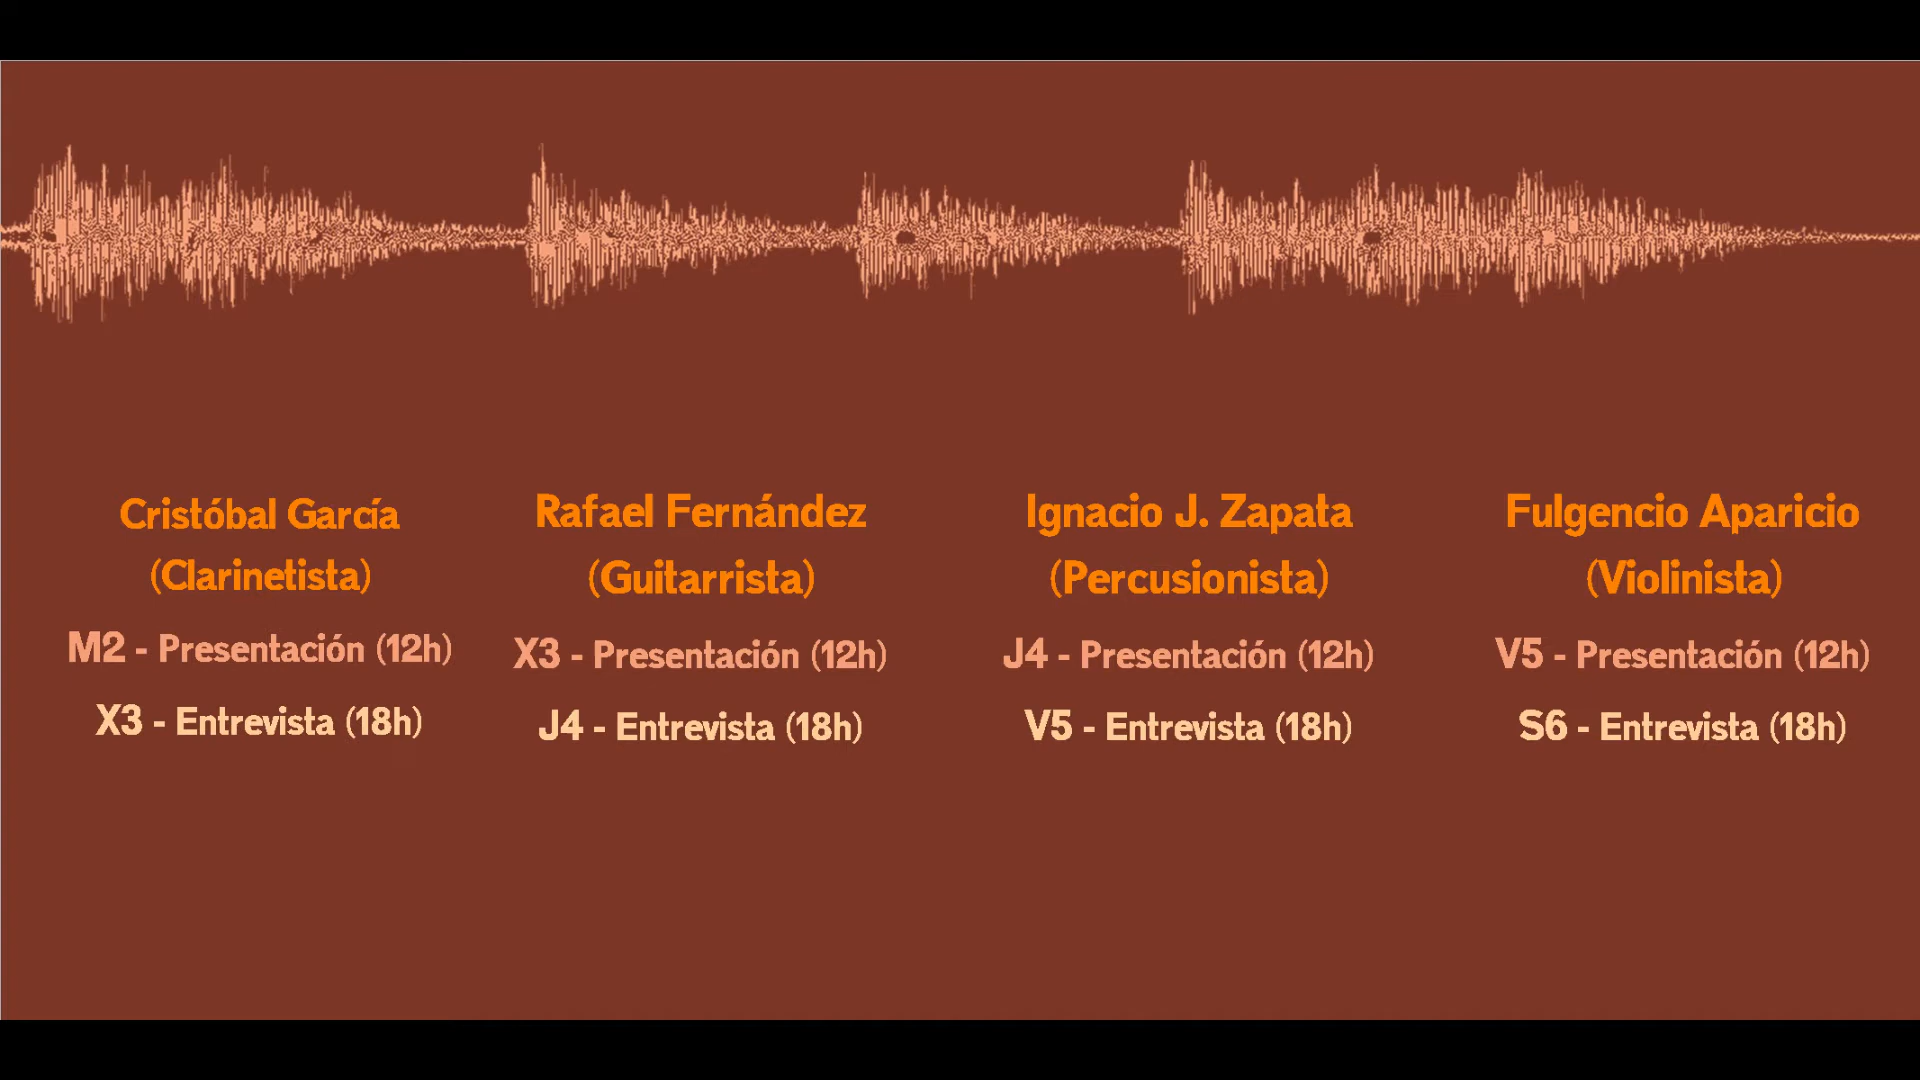 Cristóbal García
(Clarinetista)
M2 - Presentación (12h)
X3 - Entrevista (18h)
Rafael Fernández
(Guitarrista)
X3 - Presentación (12h)
J4 - Entrevista (18h)
Ignacio J. Zapata
(Percusionista)
J4 - Presentación (12h)
V5 - Entrevista (18h)
Fulgencio Aparicio
(Violinista)
V5 - Presentación (12h)
S6 - Entrevista (18h)